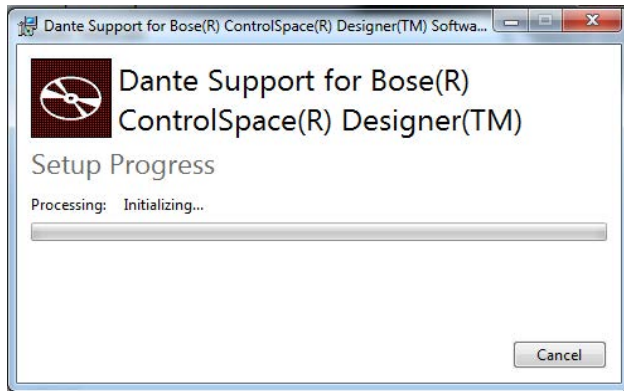 Dante Support for Bose(R) ControlSpace(R) Designer(TM) Softwa...
Dante Support for Bose(R)
ControlSpace(R) Designer(TM)
Setup Progress
Processing: Initializing...
Cancel